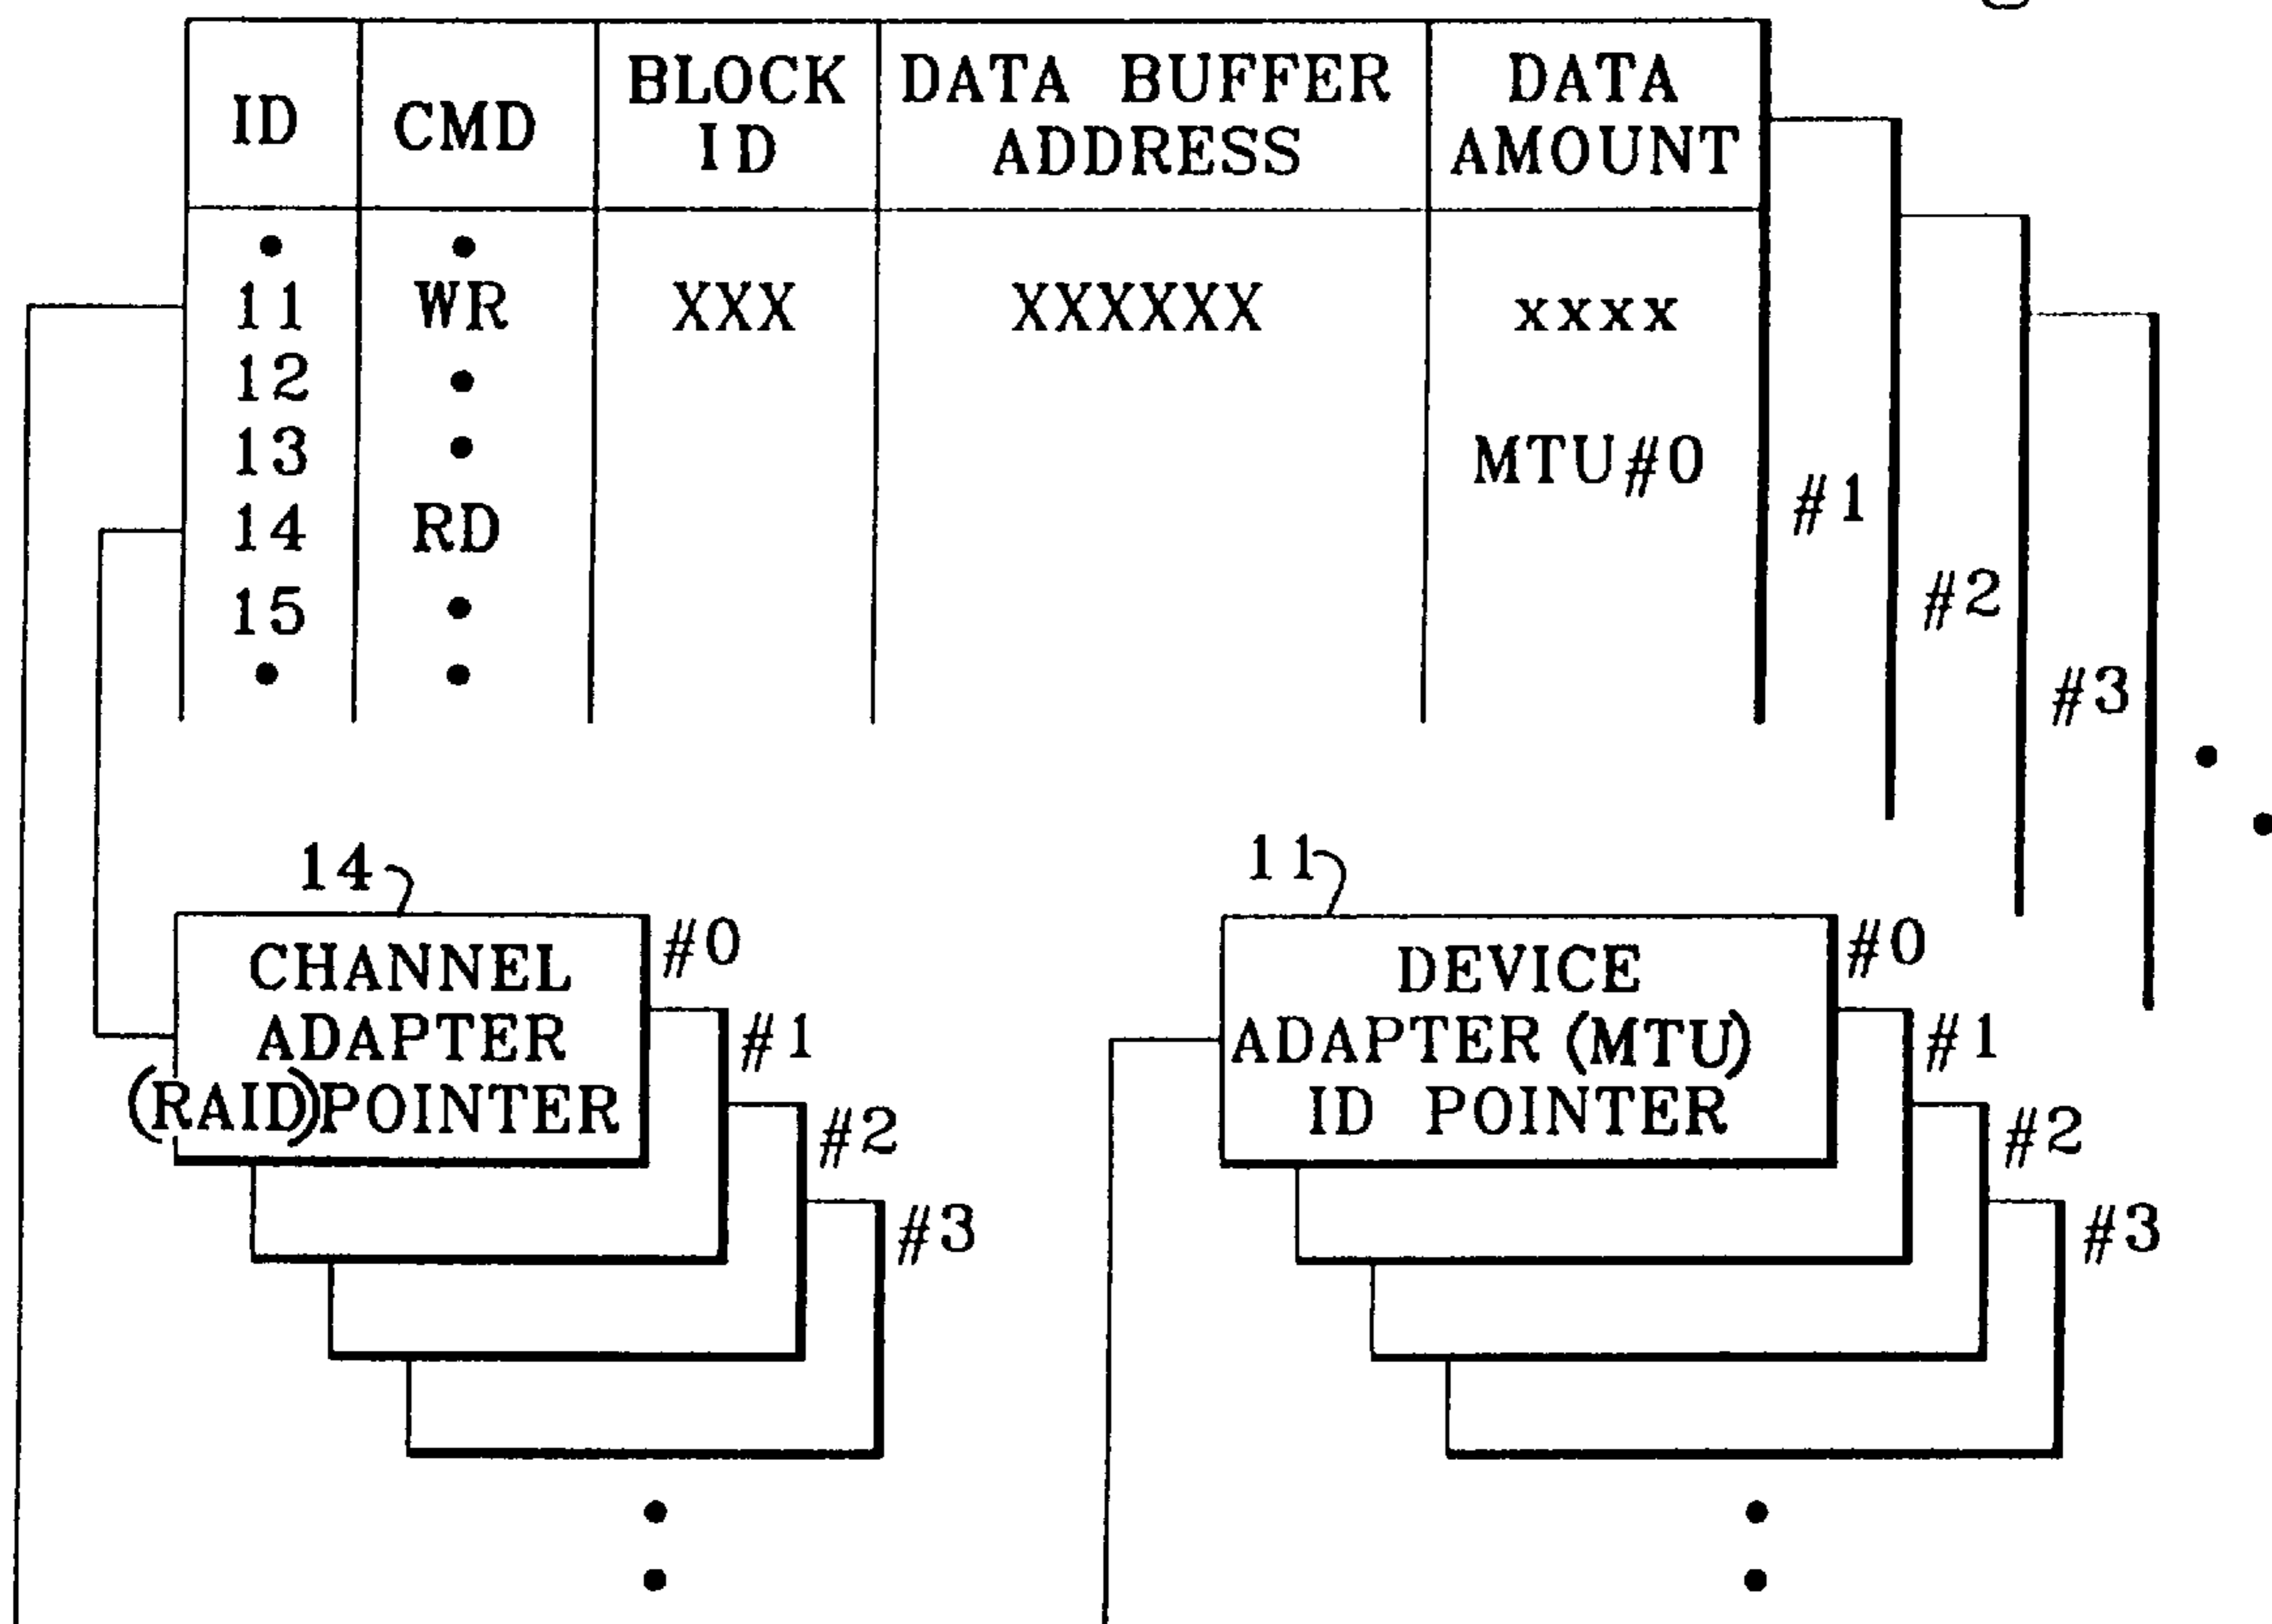 ID CMD BLOCK ID DATA BUFFER ADDRESS DATA AMOUNT
11 WR XXX XXXXXX xxxx
12
13 MTU#0
14 RD
15
#1
#2
#3
14
CHANNEL
ADAPTER
(RAID)POINTER
#0
#1
#2
#3
11
DEVICE
ADAPTER (MTU)
ID POINTER
#0
#1
#2
#3